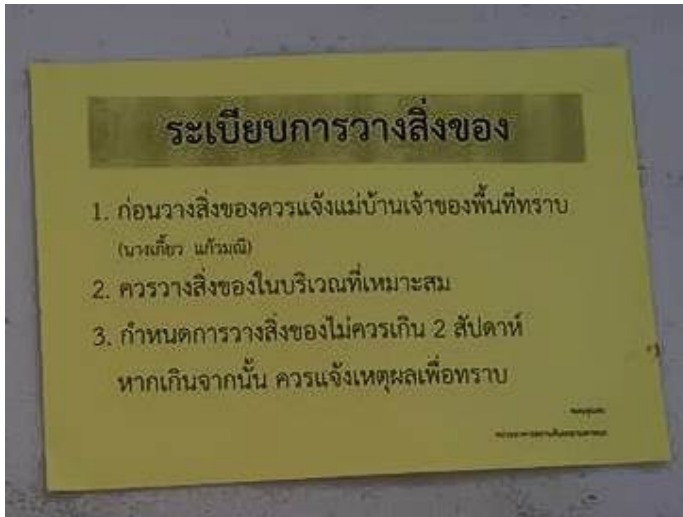 ระเบียบการวางสิ่งของ
1. ก่อนวางสิ่งของควรแจ้งแม่บ้านเจ้าของพื้นที่ทราบ
(นางเกี้ยว แก้วมณี)
2. ควรวางสิ่งของในบริเวณที่เหมาะสม
3. กำหนดการวางสิ่งของไม่ควรเกิน 2 สัปดาห์
หากเกินจากนั้น ควรแจ้งเหตุผลเพื่อทราบ
ขอบคุณค่ะ